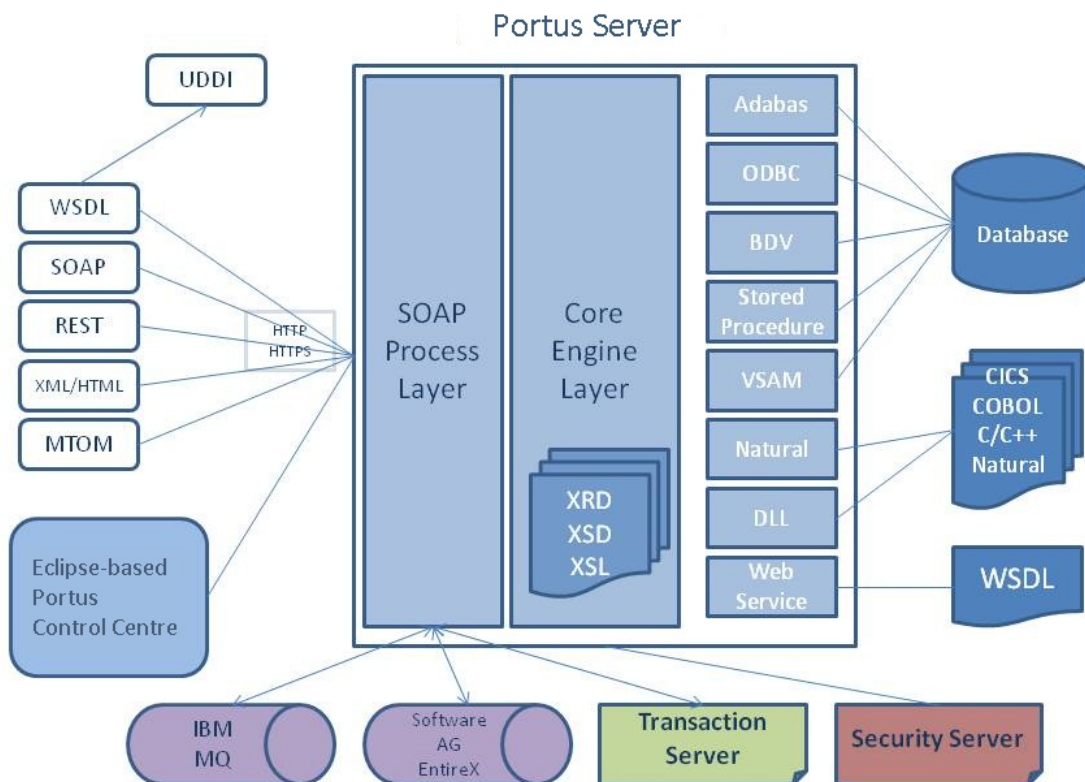 Portus Server
UDDI
WSDL
SOAP
REST
XML/HTML
MTOM
HTTP
HTTPS
Eclipse-based
Portus
Control Centre
SOAP
Process
Layer
Core
Engine
Layer
XRD
XSD
XSL
Adabas
ODBC
BDV
Stored
Procedure
VSAM
Natural
DLL
Web
Service
Database
CICS
COBOL
C/C++
Natural
WSDL
IBM
MQ
Software
AG
EntireX
Transaction
Server
Security Server